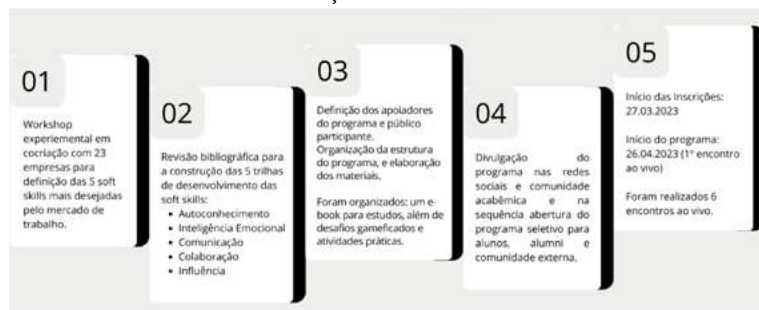 01
Workshop
experiemental em
cocriação com 23
empresas para
definição das 5 soft
skills mais desejadas
pelo mercado de
trabalho.
02
Revisão bibliográfica para
a construção das 5 trilhas
de desenvolvimento das
soft skills:
• Autoconhecimento
• Inteligência Emocional
• Comunicação
• Colaboração
• Influência
03
Definição dos apoiadores
do programa e público
participante.
Organização da estrutura
do programa, e elaboração
dos materiais.
Foram organizados: um e-
book para estudos, além de
desafios gameficados e
atividades práticas.
04
Divulgação do
programa nas redes
sociais e comunidade
acabêmica e na
sequência abertura do
programa seletivo para
alunos, alumni e
comunidade externa.
05
Início das Inscrições:
27.03.2023
Início do programa:
26.04.2023 (1º encontro
ao vivo)
Foram realizados 6
encontros ao vivo.